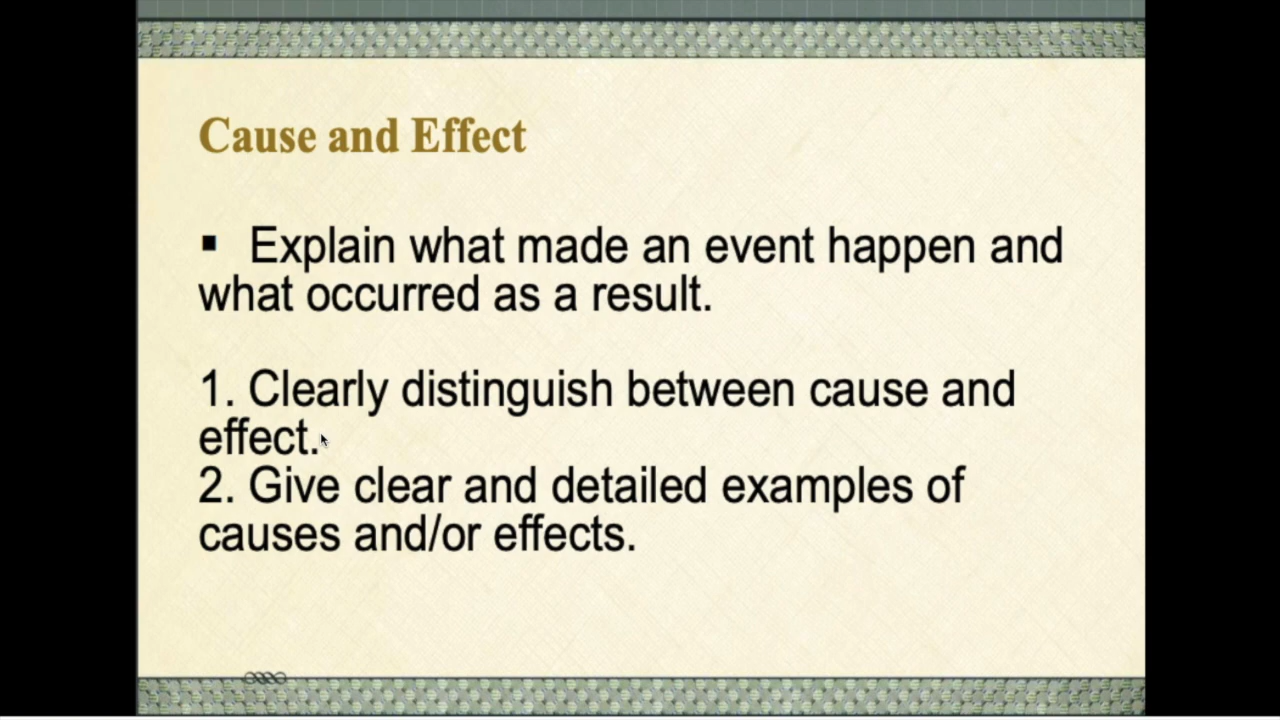 Cause and Effect
▪ Explain what made an event happen and
what occurred as a result.
1. Clearly distinguish between cause and
effect.
2. Give clear and detailed examples of
causes and/or effects.